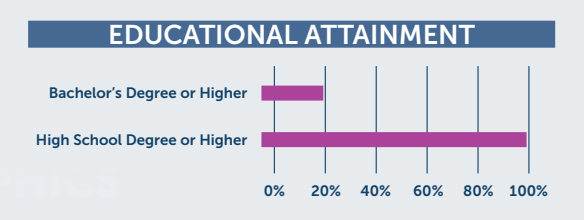 EDUCATIONAL ATTAINMENT
Bachelor's Degree or Higher
High School Degree or Higher
0% 20% 40% 60% 80% 100%